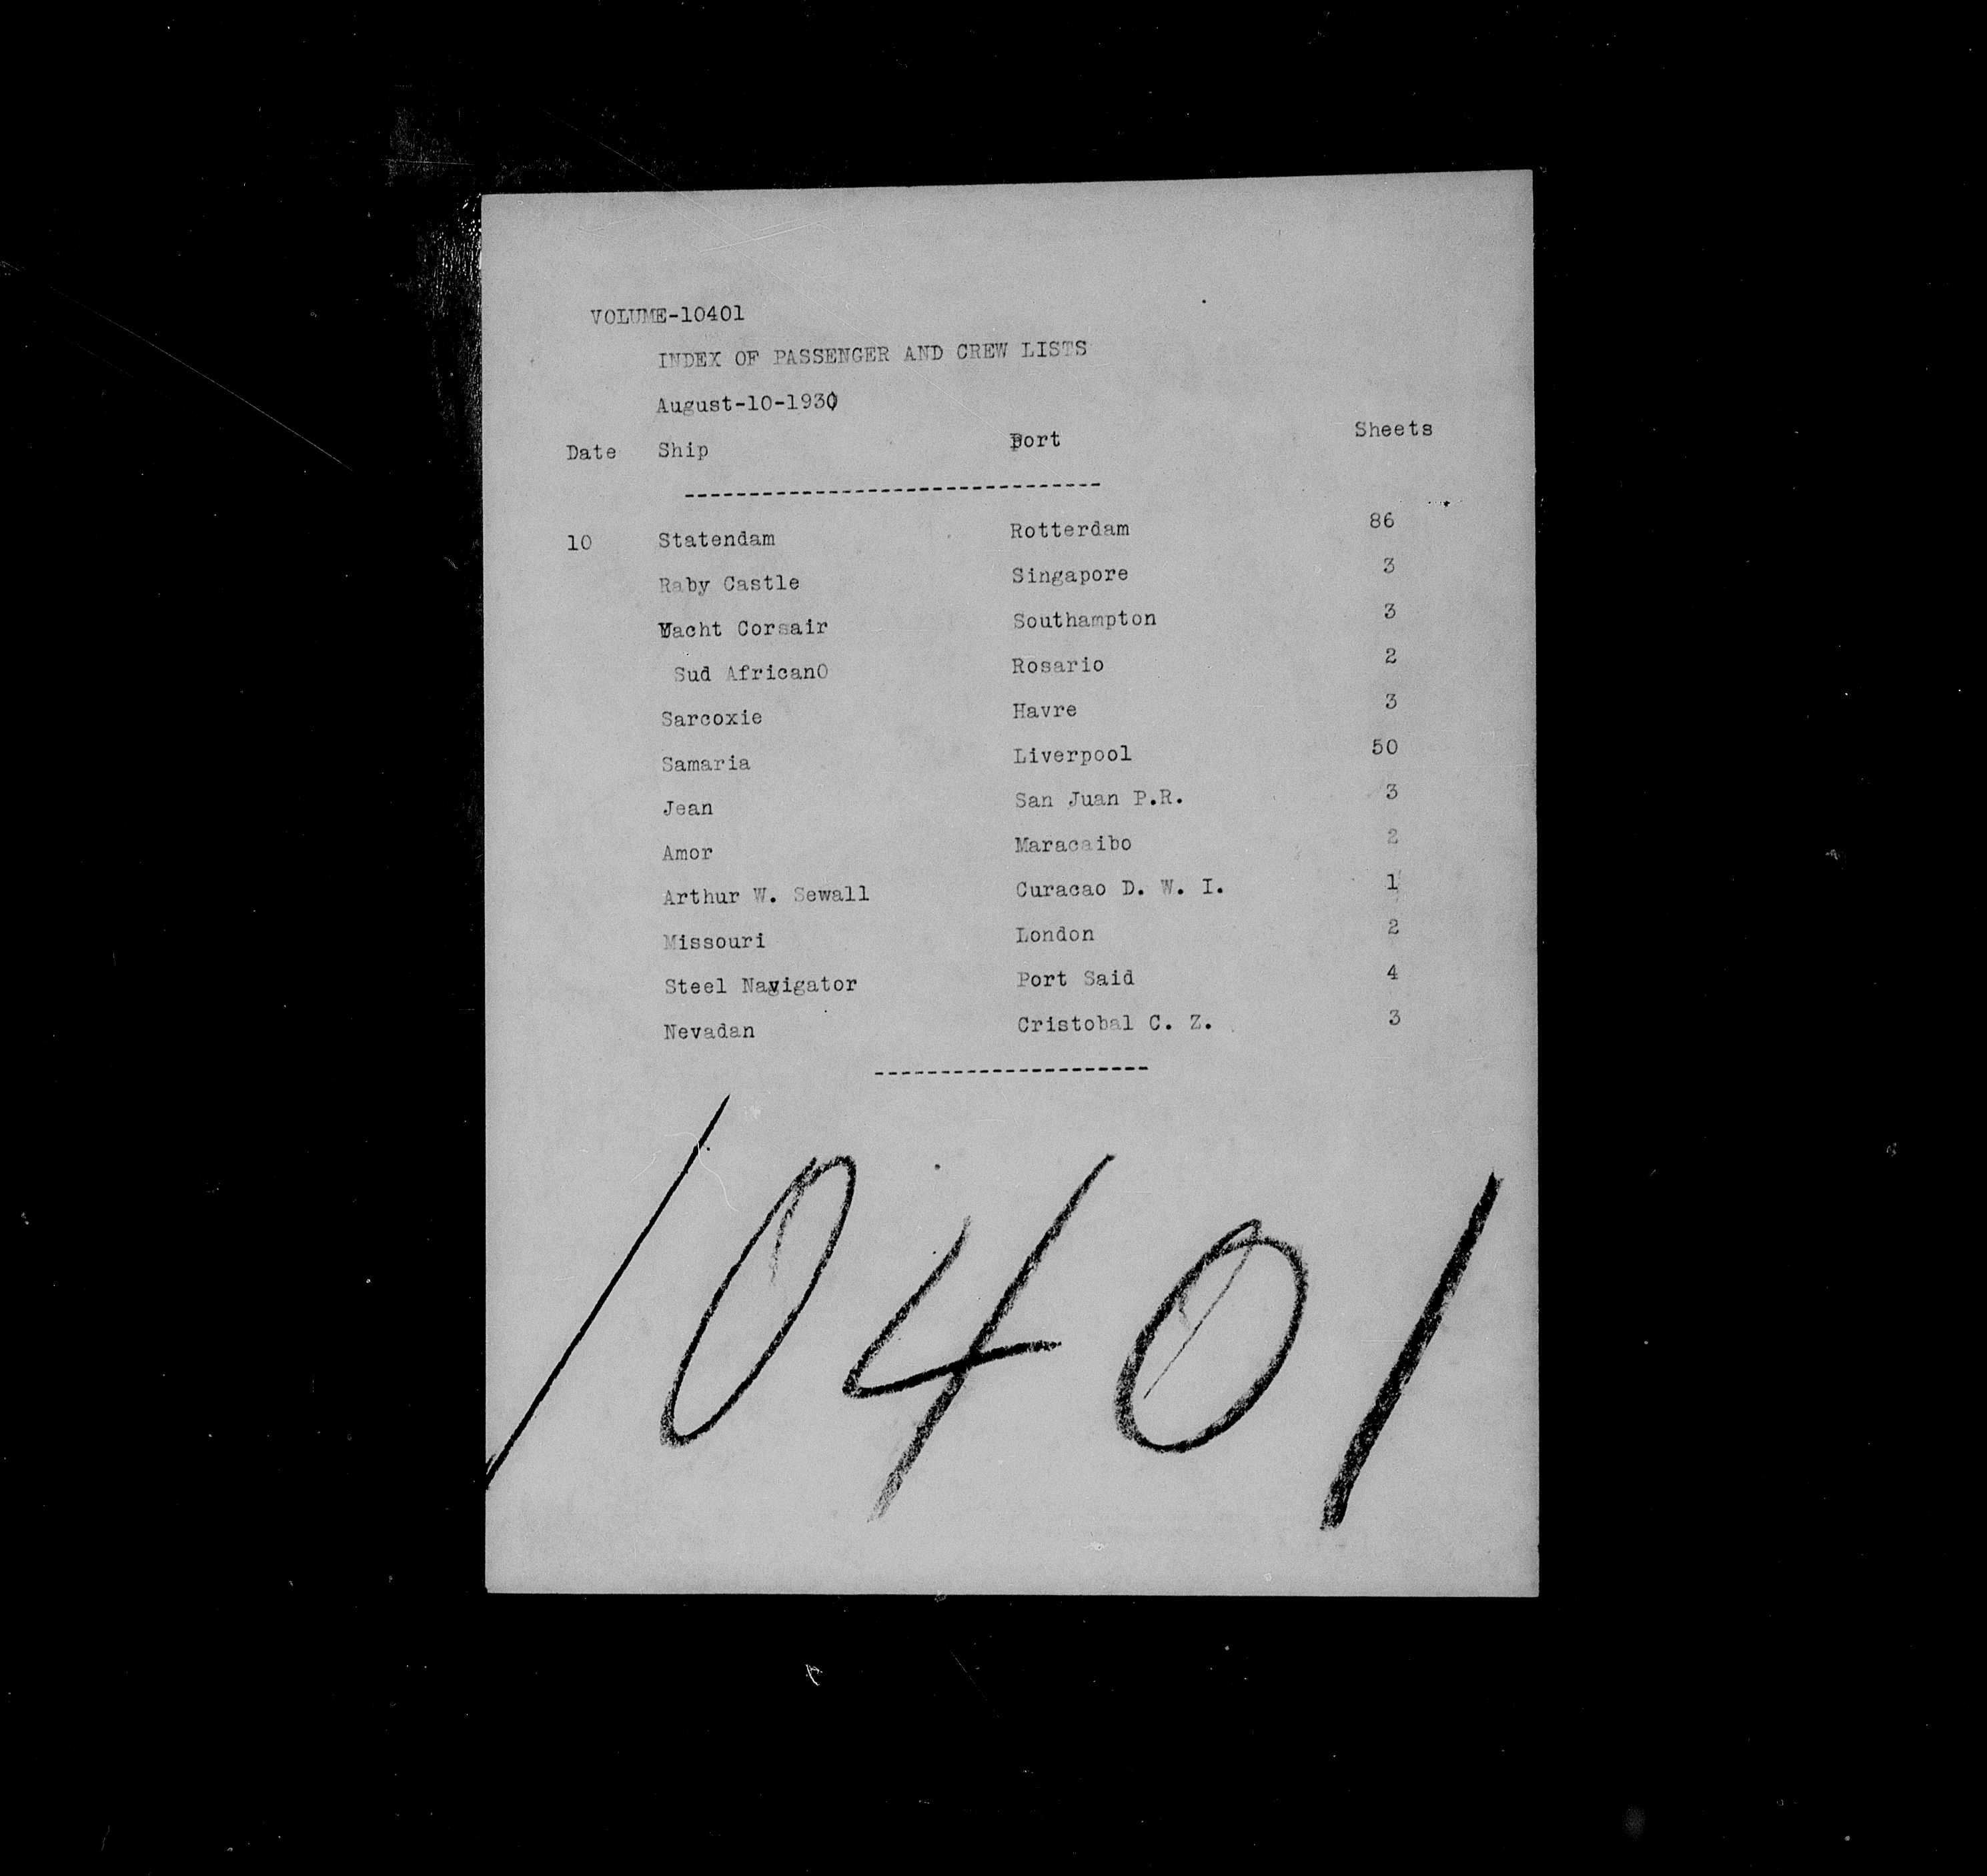 VOLUME-10401
INDEX OF PASSENGER AND CREW LISTS
August-10-1930
Date Ship Port Sheets
---------------------------------
10 Statendam Rotterdam 86
Raby Castle Singapore 3
Yacht Corsair Southampton 3
Sud AfricanO Rosario 2
Sarcoxie Havre 3
Samaria Liverpool 50
Jean San Juan P.R. 3
Amor Maracaibo 2
Arthur W. Sewall Curacao D. W. I. 1
Missouri London 2
Steel Navigator Port Said 4
Nevadan Cristobal C. Z. 3
---------------------
10401